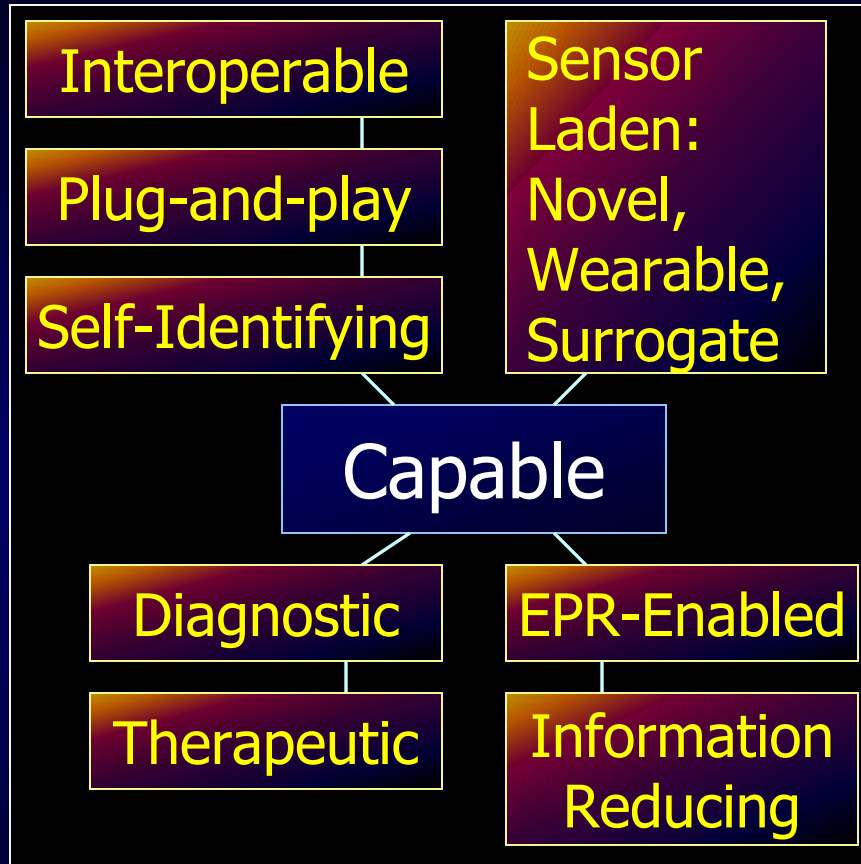 Interoperable
Plug-and-play
Self-Identifying
Sensor
Laden:
Novel,
Wearable,
Surrogate
Capable
Diagnostic
Therapeutic
EPR-Enabled
Information
Reducing